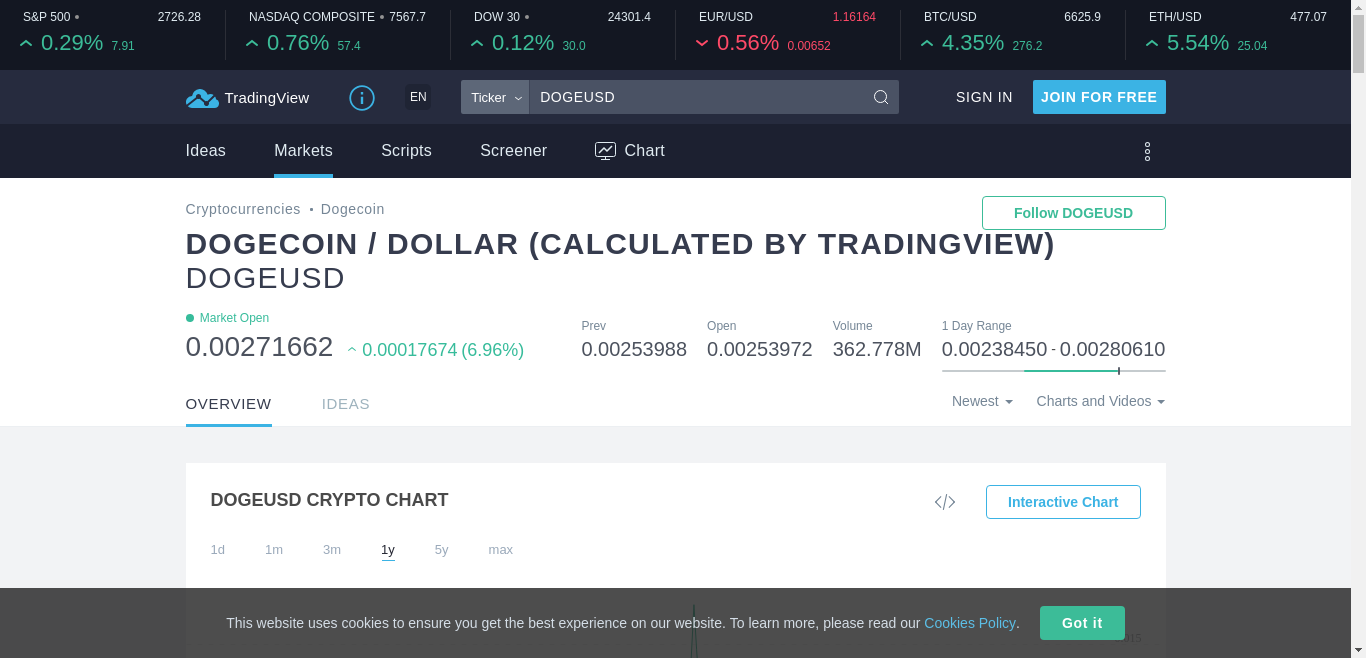 S&P 500 2726.28 NASDAQ COMPOSITE 7567.7 DOW 30 24301.4 EUR/USD 1.16164 BTC/USD 6625.9 ETH/USD 477.07
0.29% 7.91 0.76% 57.4 0.12% 30.0 0.56% 0.00652 4.35% 276.2 5.54% 25.04
TradingView EN Ticker DOGEUSD SIGN IN JOIN FOR FREE
Ideas Markets Scripts Screener Chart
Cryptocurrencies • Dogecoin
Follow DOGEUSD
DOGECOIN / DOLLAR (CALCULATED BY TRADINGVIEW)
DOGEUSD
Market Open
0.00271662 0.00017674 (6.96%)
Prev Open Volume 1 Day Range
0.00253988 0.00253972 362.778M 0.00238450 - 0.00280610
OVERVIEW IDEAS Newest Charts and Videos
DOGEUSD CRYPTO CHART Interactive Chart
1d 1m 3m 1y 5y max
This website uses cookies to ensure you get the best experience on our website. To learn more, please read our Cookies Policy. Got it